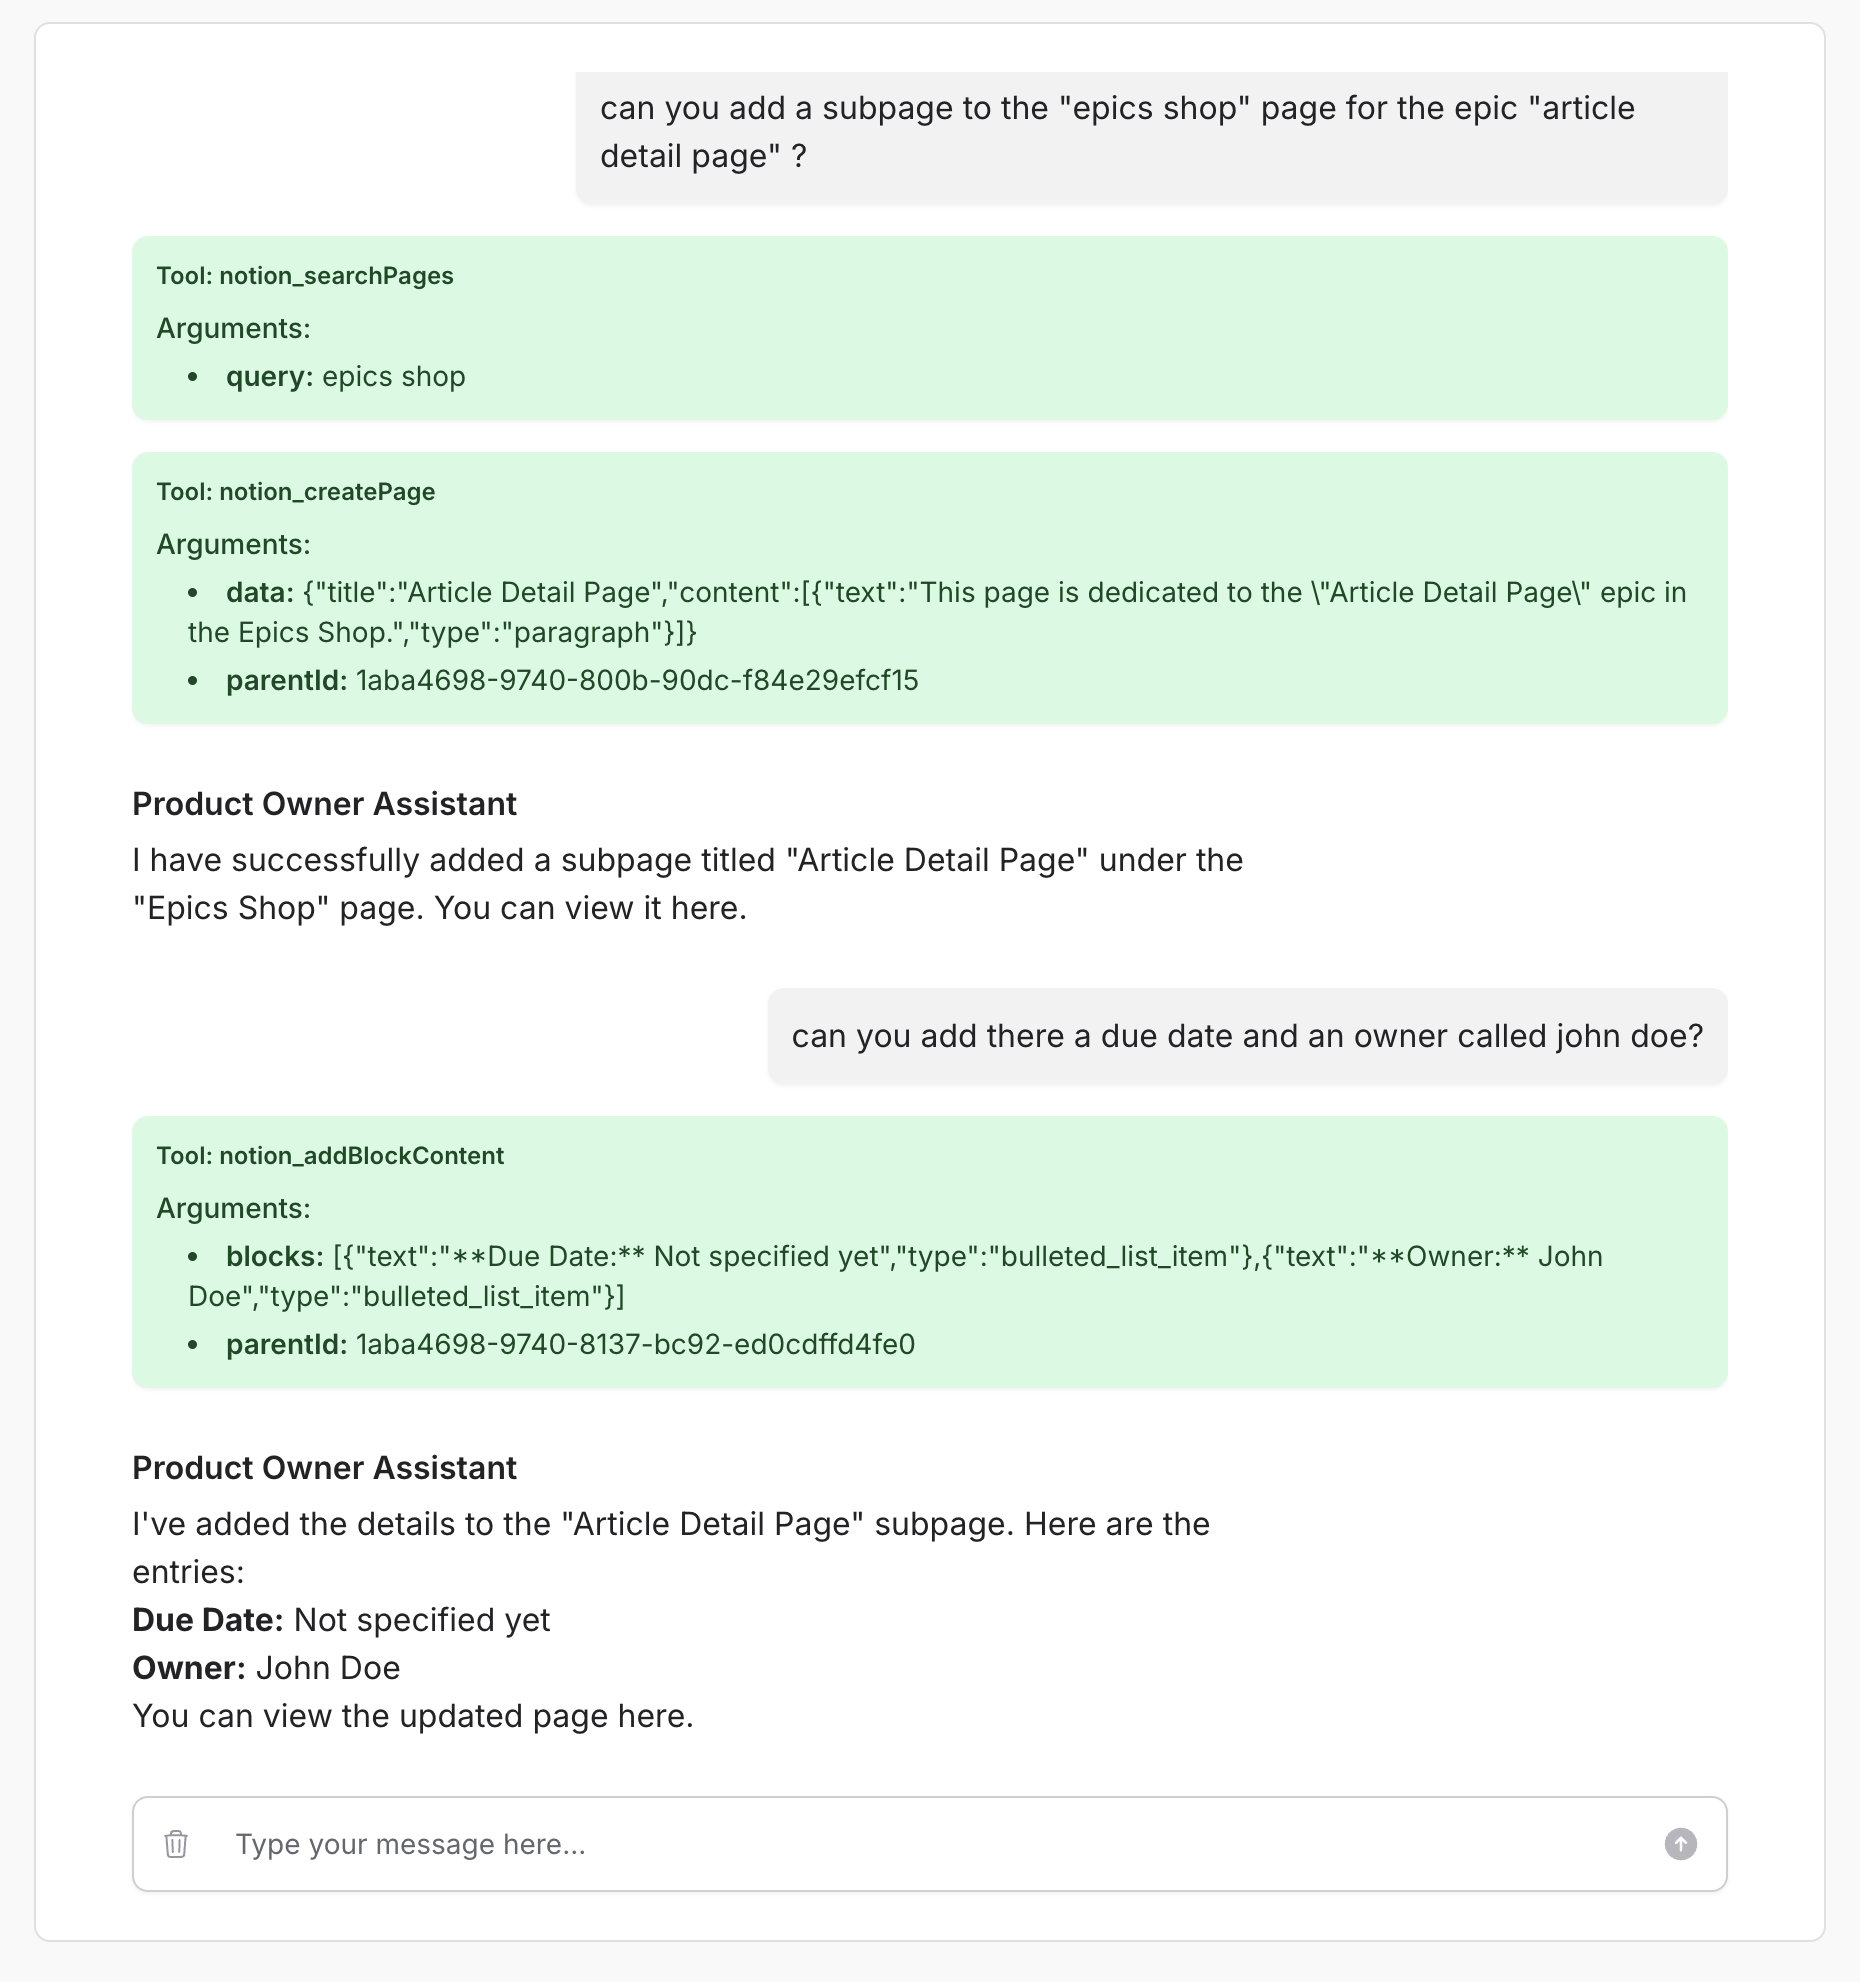 can you add a subpage to the "epics shop" page for the epic "article
detail page" ?
Tool: notion_searchPages
Arguments:
• query: epics shop
Tool: notion_createPage
Arguments:
• data: {"title":"Article Detail Page","content":[{"text":"This page is dedicated to the \"Article Detail Page\" epic in
the Epics Shop.","type":"paragraph"}]}
• parentId: 1aba4698-9740-800b-90dc-f84e29efcf15
Product Owner Assistant
I have successfully added a subpage titled "Article Detail Page" under the
"Epics Shop" page. You can view it here.
can you add there a due date and an owner called john doe?
Tool: notion_addBlockContent
Arguments:
• blocks: [{"text":"**Due Date:** Not specified yet","type":"bulleted_list_item"},{"text":"**Owner:** John
Doe","type":"bulleted_list_item"}]
• parentId: 1aba4698-9740-8137-bc92-ed0cdffd4fe0
Product Owner Assistant
I've added the details to the "Article Detail Page" subpage. Here are the
entries:
Due Date: Not specified yet
Owner: John Doe
You can view the updated page here.
Type your message here...